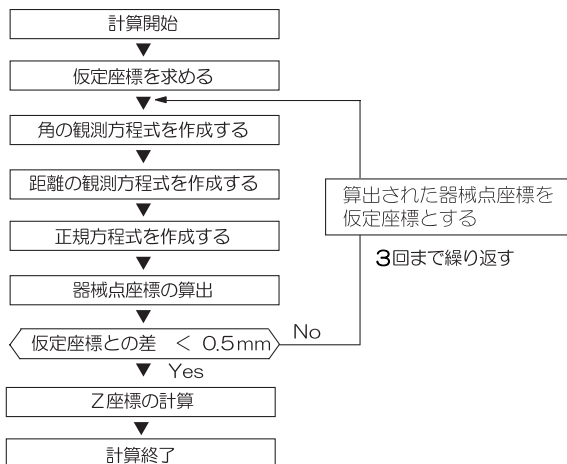 計算開始
仮定座標を求める
角の観測方程式を作成する
距離の観測方程式を作成する
正規方程式を作成する
器械点座標の算出
仮定座標との差 ＜ 0.5mm
No
算出された器械点座標を
仮定座標とする
3回まで繰り返す
Yes
Z座標の計算
計算終了